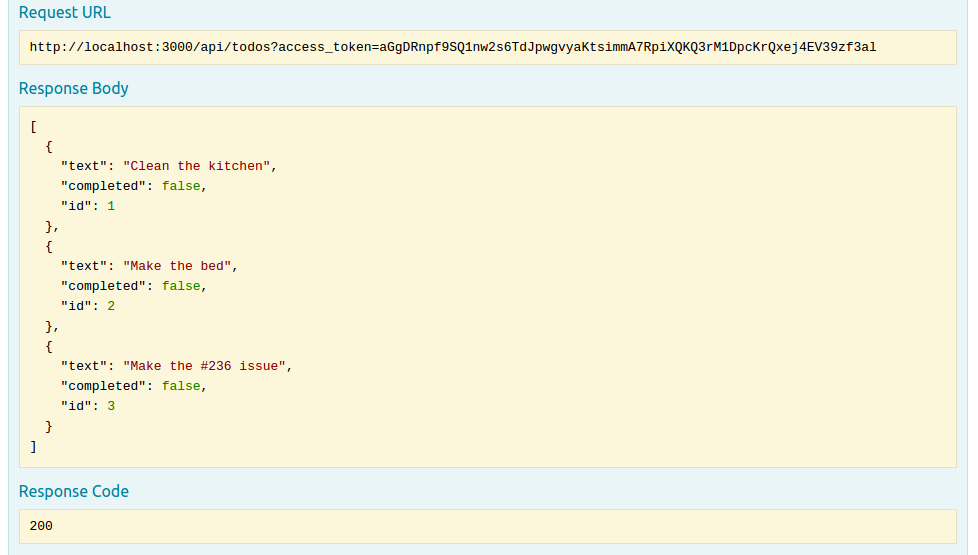 Request URL
http://localhost:3000/api/todos?access_token=aGgDRnpf9SQ1nw2s6TdJpwgvyaKtsimmA7RpiXQKQ3rM1DpcKrQxej4EV39zf3al
Response Body
[
  {
    "text": "Clean the kitchen",
    "completed": false,
    "id": 1
  },
  {
    "text": "Make the bed",
    "completed": false,
    "id": 2
  },
  {
    "text": "Make the #236 issue",
    "completed": false,
    "id": 3
  }
]
Response Code
200